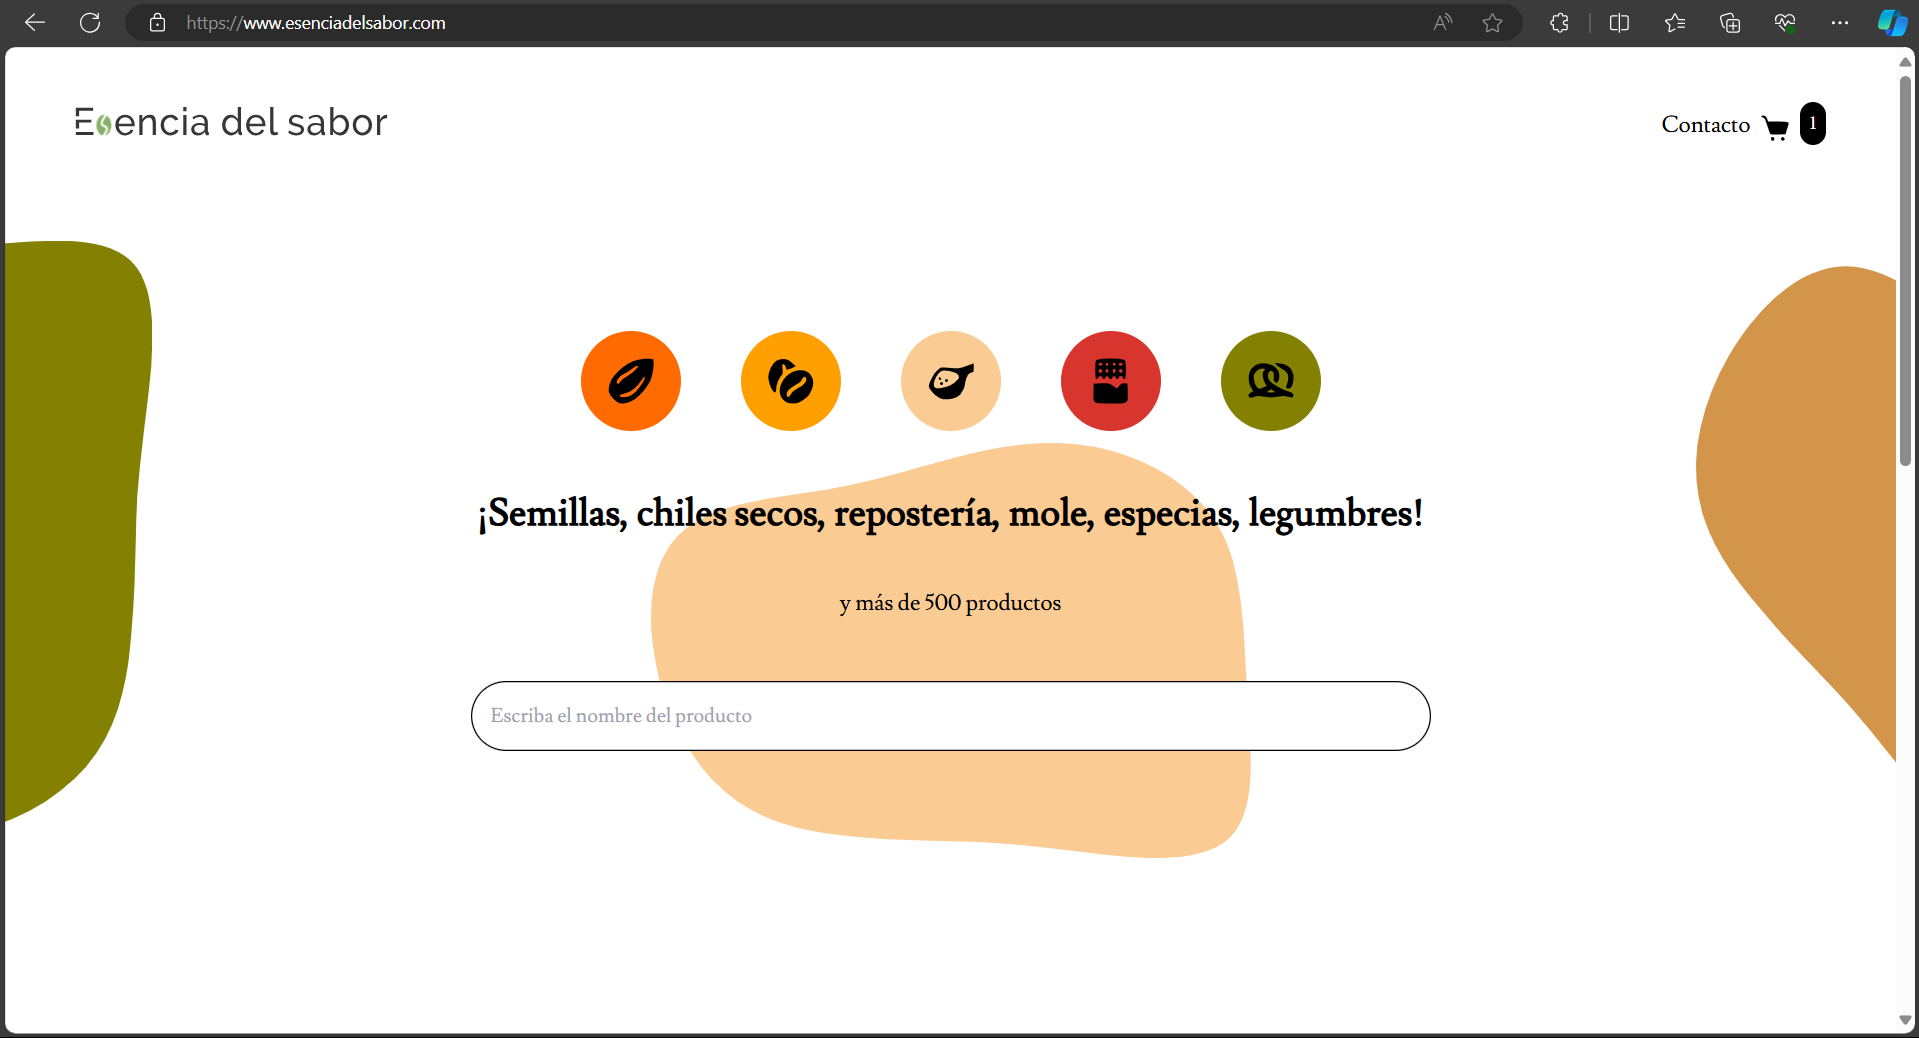 https://www.esenciadelsabor.com
Esencia del sabor
Contacto 1
¡Semillas, chiles secos, repostería, mole, especias, legumbres!
y más de 500 productos
Escriba el nombre del producto